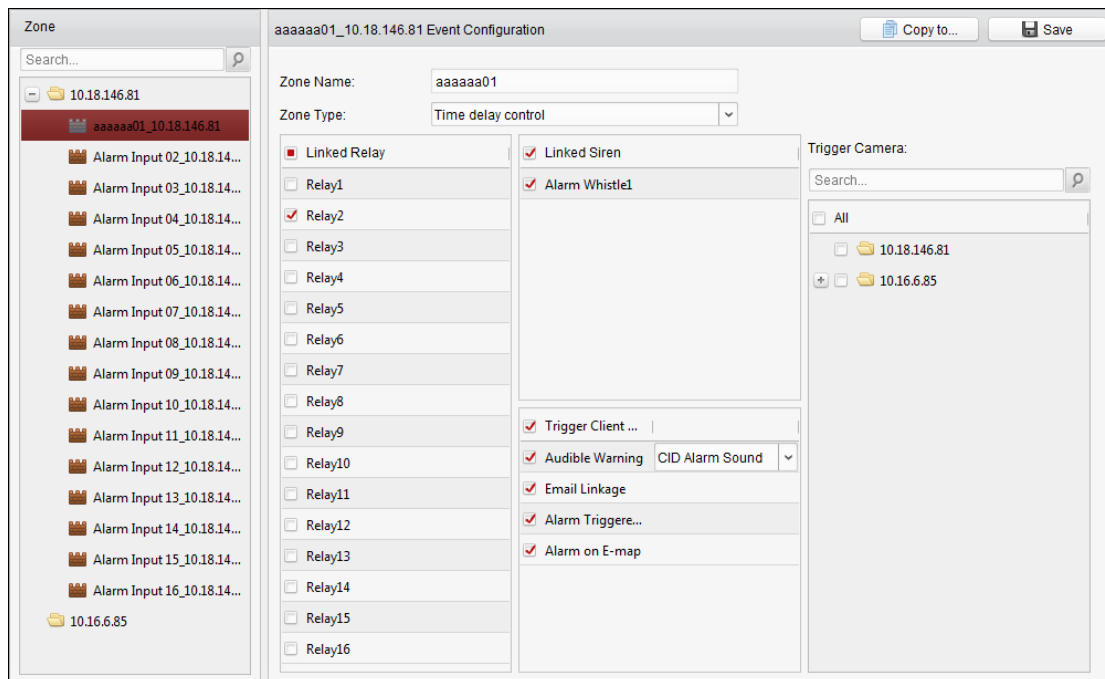 Zone
Search...
10.18.146.81
aaaaaa01_10.18.146.81
Alarm Input 02_10.18.14...
Alarm Input 03_10.18.14...
Alarm Input 04_10.18.14...
Alarm Input 05_10.18.14...
Alarm Input 06_10.18.14...
Alarm Input 07_10.18.14...
Alarm Input 08_10.18.14...
Alarm Input 09_10.18.14...
Alarm Input 10_10.18.14...
Alarm Input 11_10.18.14...
Alarm Input 12_10.18.14...
Alarm Input 13_10.18.14...
Alarm Input 14_10.18.14...
Alarm Input 15_10.18.14...
Alarm Input 16_10.18.14...
10.16.6.85
aaaaaa01_10.18.146.81 Event Configuration
Copy to...
Save
Zone Name: aaaaaa01
Zone Type: Time delay control
Linked Relay
Relay1
Relay2
Relay3
Relay4
Relay5
Relay6
Relay7
Relay8
Relay9
Relay10
Relay11
Relay12
Relay13
Relay14
Relay15
Relay16
Linked Siren
Alarm Whistle1
Trigger Client ...
Audible Warning CID Alarm Sound
Email Linkage
Alarm Triggere...
Alarm on E-map
Trigger Camera:
Search...
All
10.18.146.81
10.16.6.85